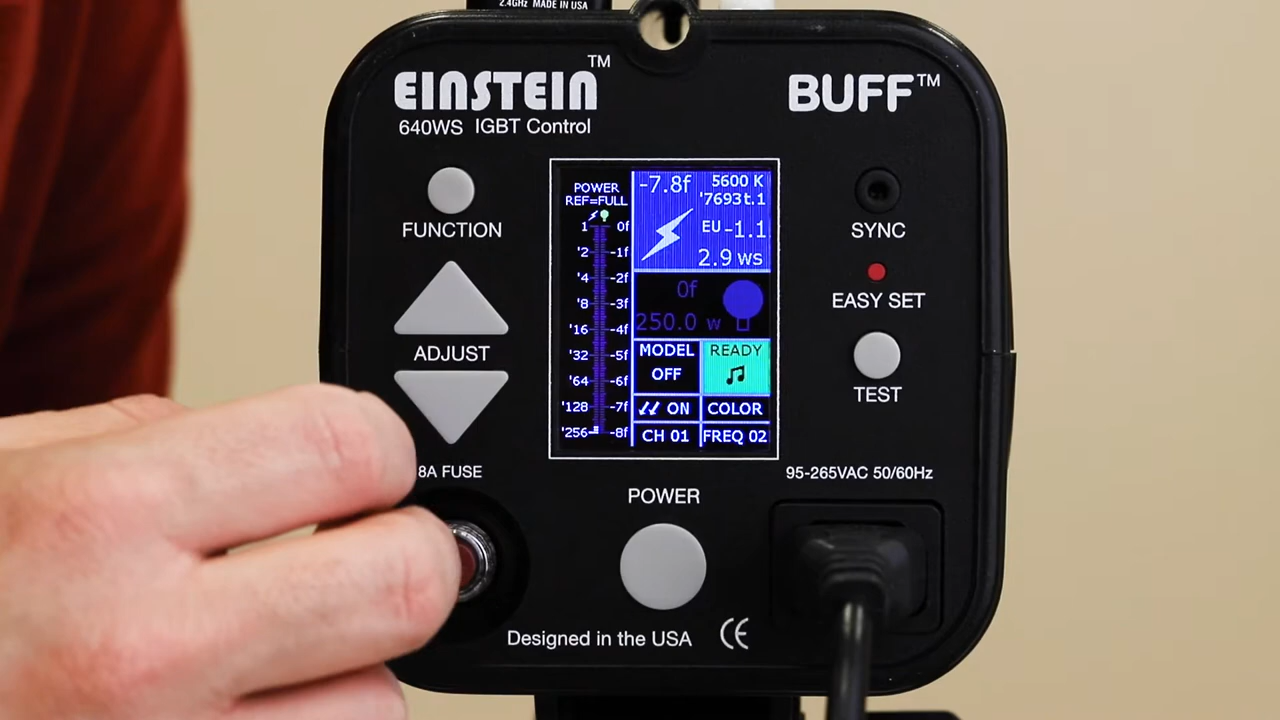 2.4GHz MADE IN USA
EINSTEIN™
640WS IGBT Control
BUFF™
FUNCTION
ADJUST
8A FUSE
POWER
REF=FULL
1 0f
'2 -1f
'4 -2f
'8 -3f
'16 -4f
'32 -5f
'64 -6f
'128 -7f
'256 -8f
-7.8f 5600 K
'7693t.1
EU -1.1
2.9 ws
0f
250.0 w
MODEL
OFF
READY
ON
COLOR
CH 01
FREQ 02
SYNC
EASY SET
TEST
95-265VAC 50/60Hz
POWER
Designed in the USA CE